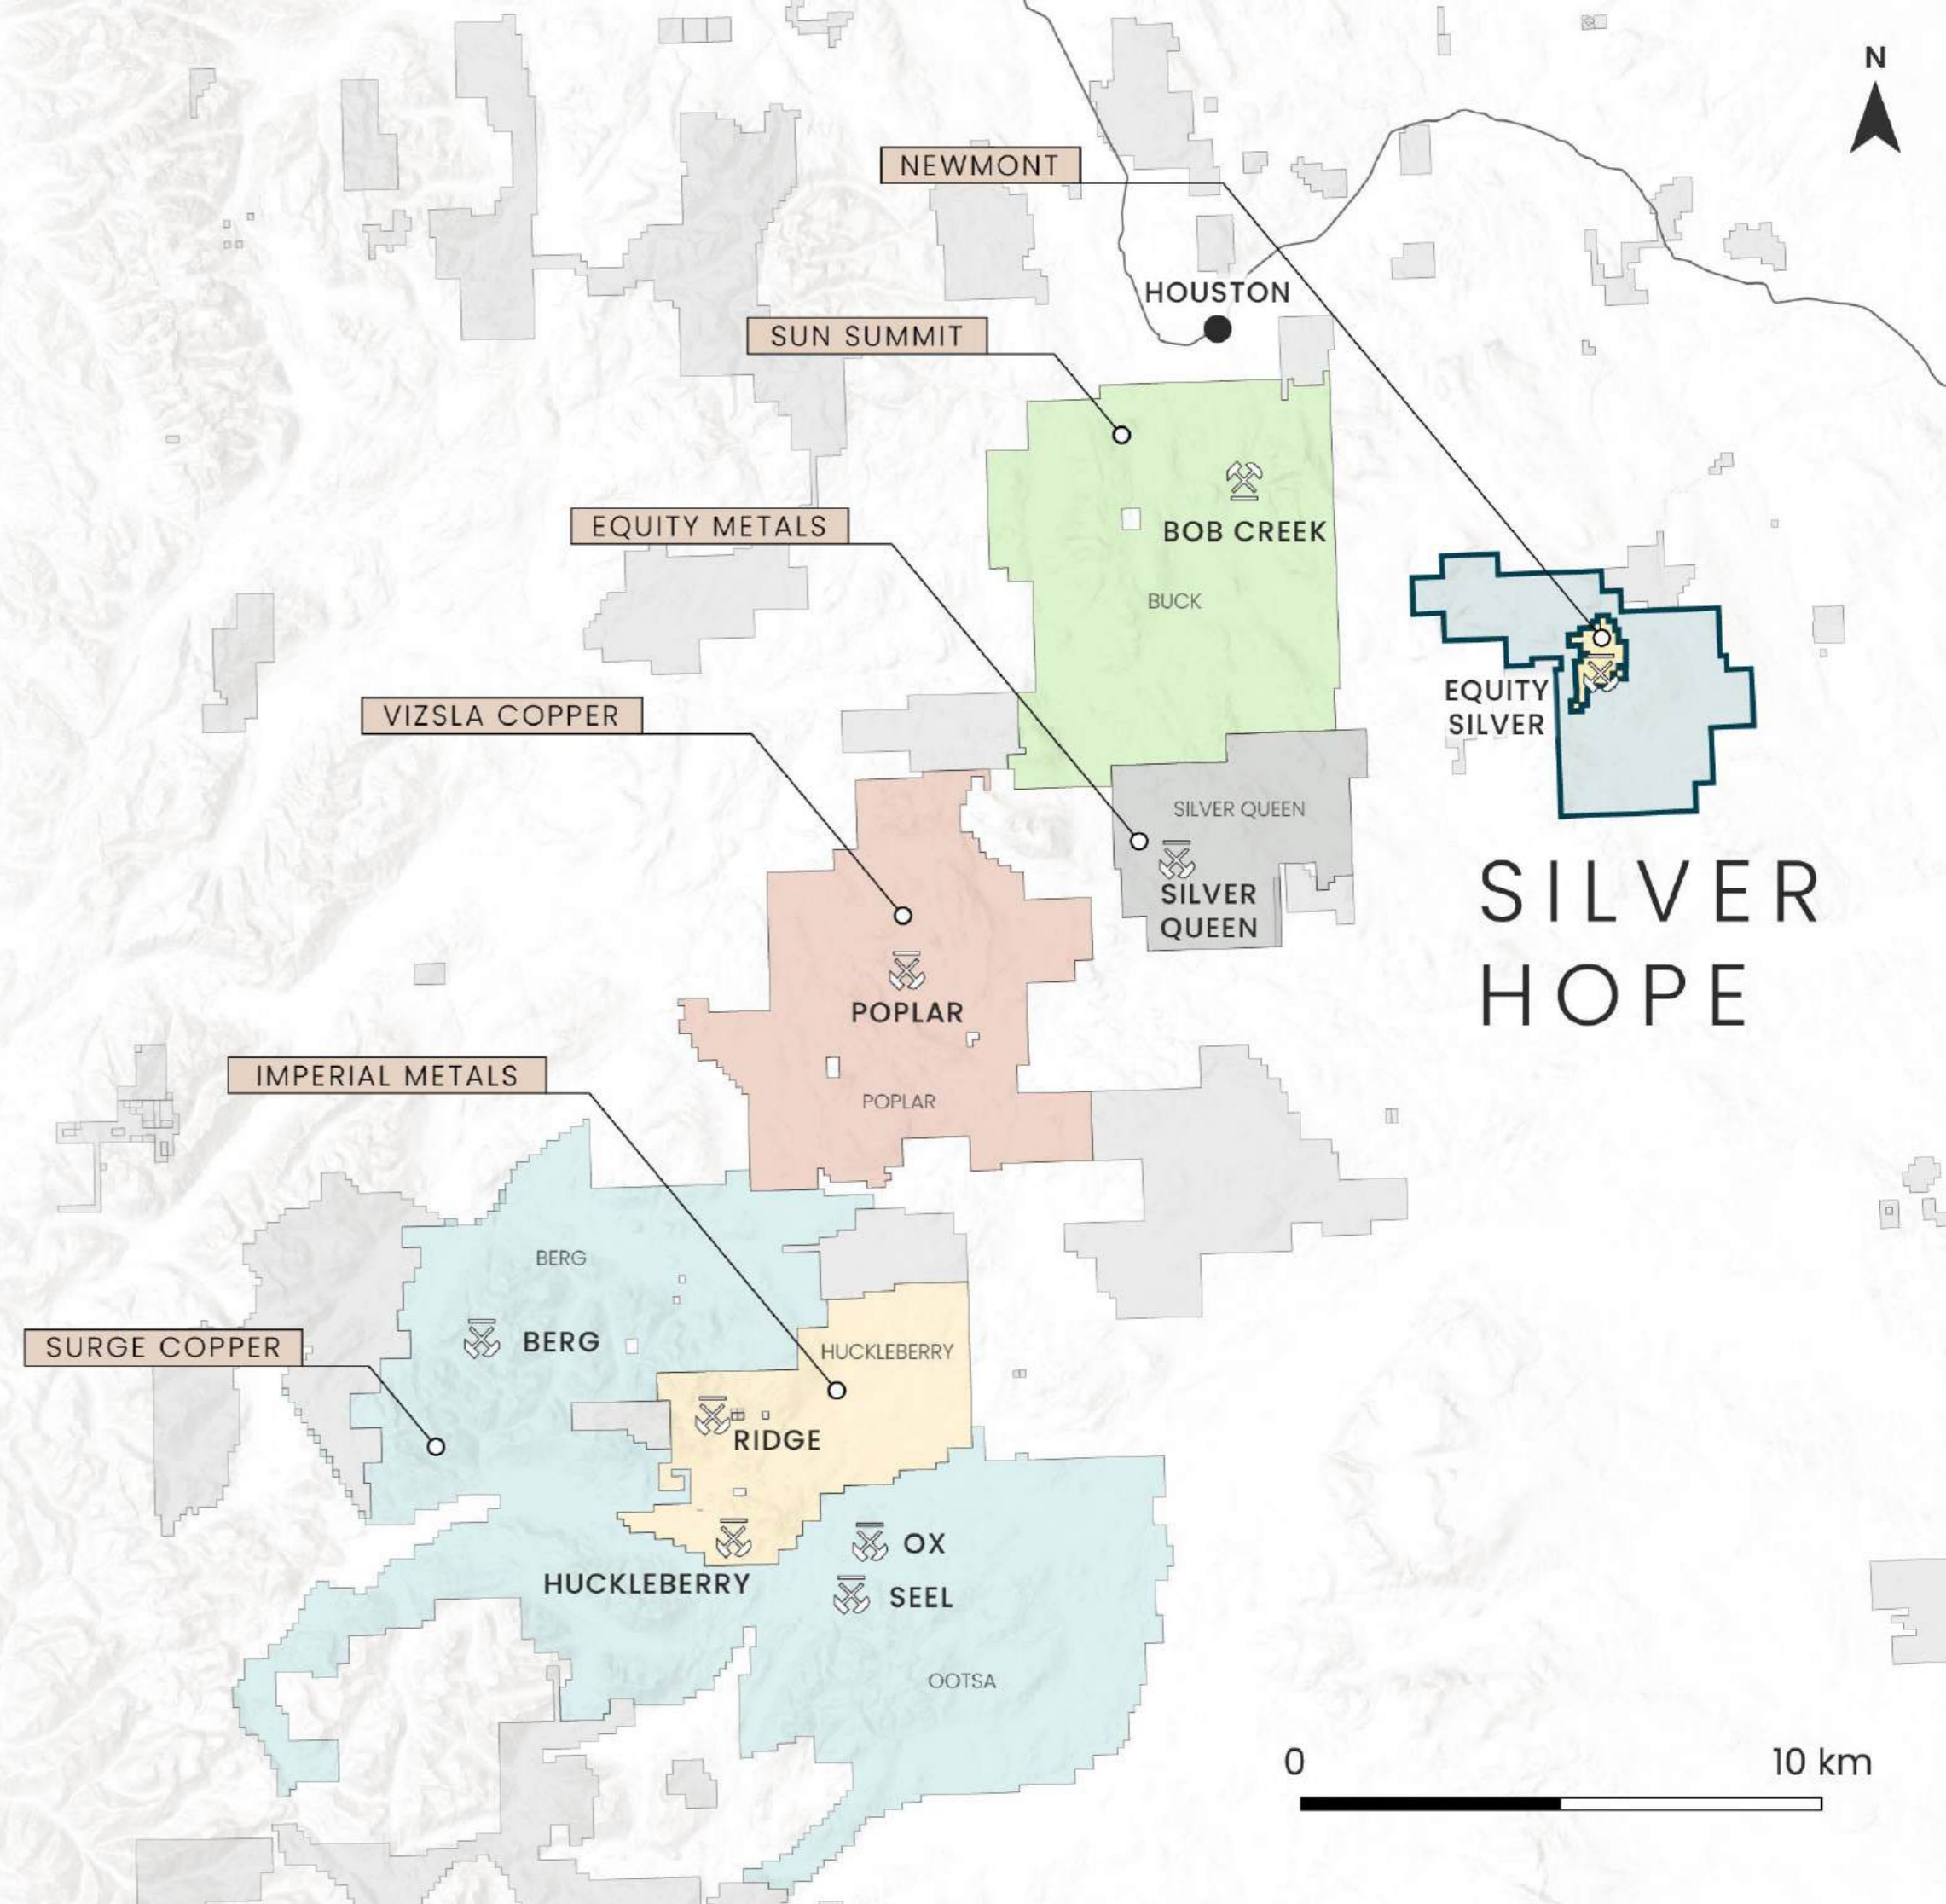 N
NEWMONT
HOUSTON
SUN SUMMIT
EQUITY METALS
BOB CREEK
BUCK
EQUITY
SILVER
VIZSLA COPPER
SILVER QUEEN
SILVER
QUEEN
SILVER
HOPE
POPLAR
IMPERIAL METALS
POPLAR
BERG
BERG
SURGE COPPER
HUCKLEBERRY
RIDGE
OX
HUCKLEBERRY
SEEL
OOTSA
0
10 km